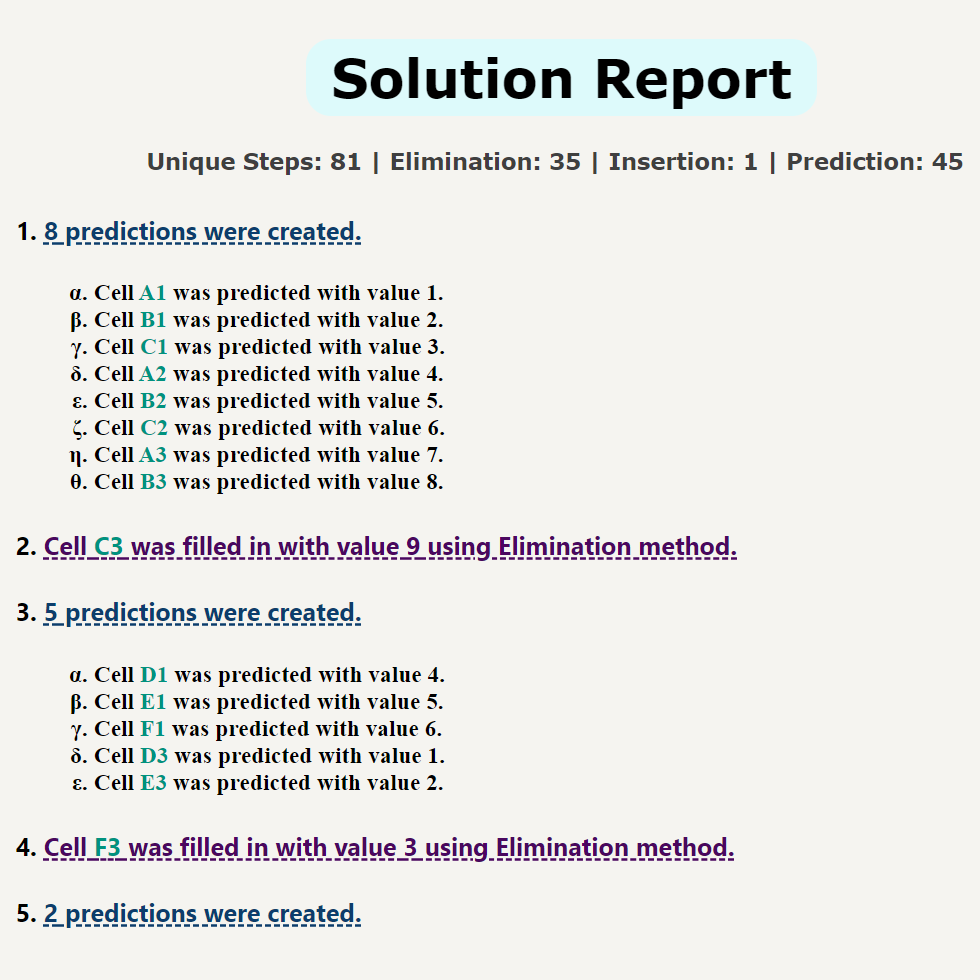 Solution Report
Unique Steps: 81 | Elimination: 35 | Insertion: 1 | Prediction: 45
1. 8 predictions were created.
α. Cell A1 was predicted with value 1.
β. Cell B1 was predicted with value 2.
γ. Cell C1 was predicted with value 3.
δ. Cell A2 was predicted with value 4.
ε. Cell B2 was predicted with value 5.
ζ. Cell C2 was predicted with value 6.
η. Cell A3 was predicted with value 7.
θ. Cell B3 was predicted with value 8.
2. Cell C3 was filled in with value 9 using Elimination method.
3. 5 predictions were created.
α. Cell D1 was predicted with value 4.
β. Cell E1 was predicted with value 5.
γ. Cell F1 was predicted with value 6.
δ. Cell D3 was predicted with value 1.
ε. Cell E3 was predicted with value 2.
4. Cell F3 was filled in with value 3 using Elimination method.
5. 2 predictions were created.